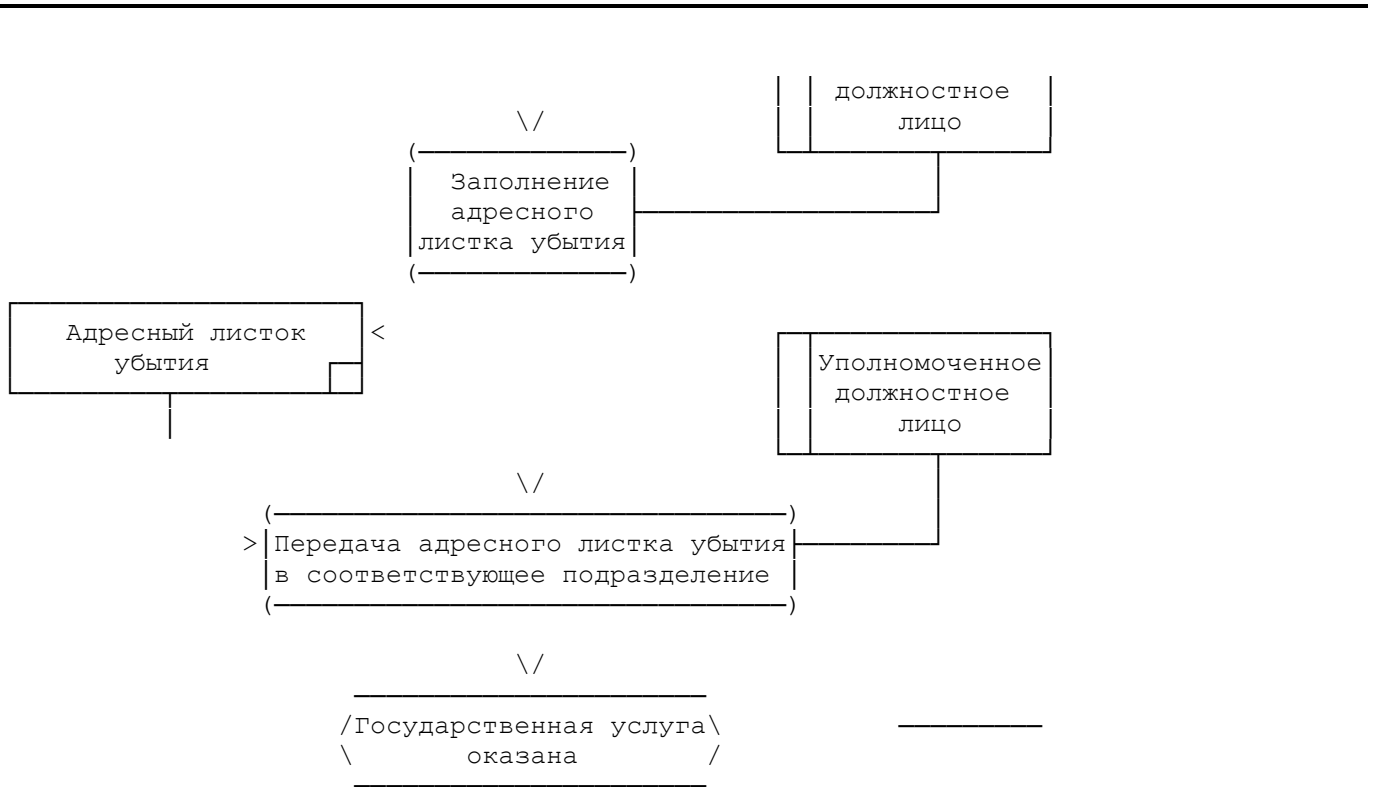 должностное
лицо
\/
Заполнение
адресного
листка убытия
Адресный листок
убытия
<
Уполномоченное
должностное
лицо
\/
>Передача адресного листка убытия
в соответствующее подразделение
\/
/Государственная услуга\
\ оказана /